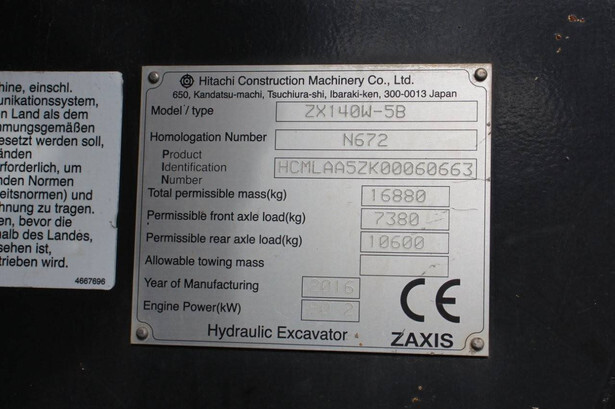 hine, einschl.
unikationssystem,
en Land als dem
mmungsgemäßen
esetzt werden soll,
änden
rforderlich, um
nden Normen
eitsnormen) und
hnung zu tragen.
en, bevor die
halb des Landes,
sehen ist,
trieben wird.
4667696
Hitachi Construction Machinery Co., Ltd.
650, Kandatsu-machi, Tsuchiura-shi, Ibaraki-ken, 300-0013 Japan
Model / type ZX140W-5B
Homologation Number N672
Product
Identification HCMLAA5ZK00060663
Number
Total permissible mass(kg) 16880
Permissible front axle load(kg) 7380
Permissible rear axle load(kg) 10600
Allowable towing mass
Year of Manufacturing 2016
Engine Power(kW)
CE
Hydraulic Excavator ZAXIS